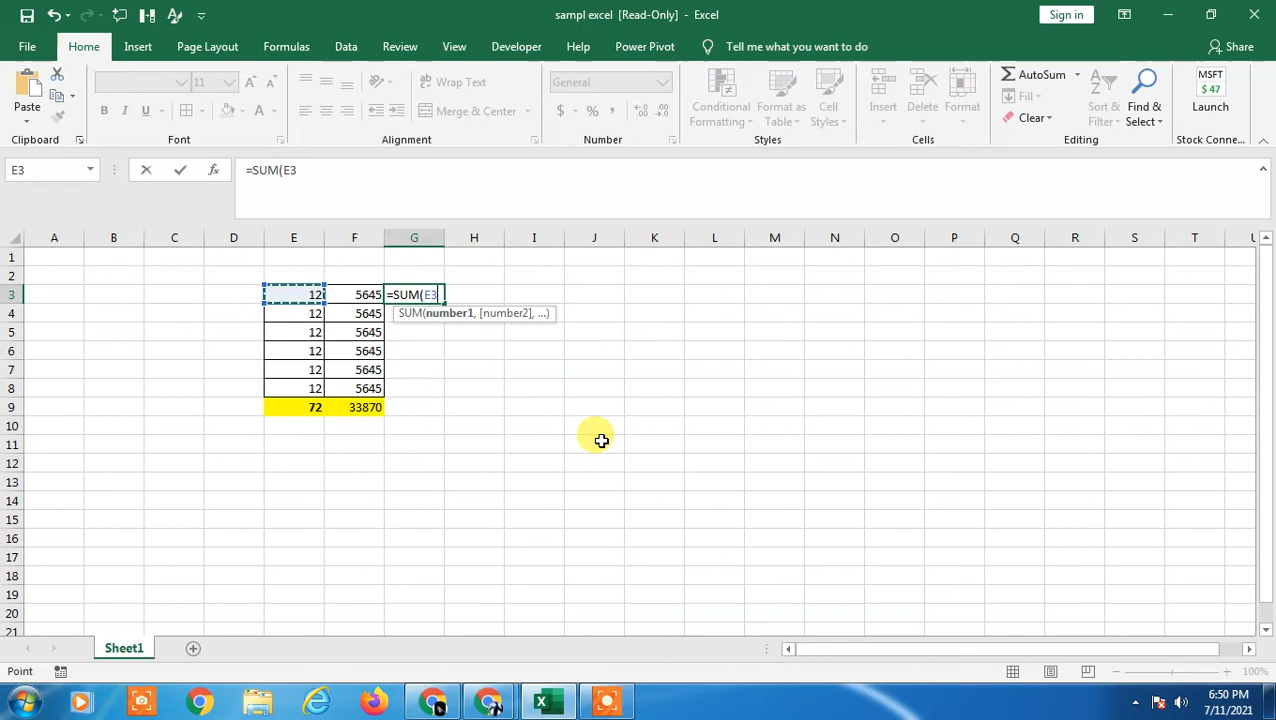 sampl excel [Read-Only] - Excel
Sign in
File Home Insert Page Layout Formulas Data Review View Developer Help Power Pivot Tell me what you want to do Share
Paste
11
Wrap Text
General
Conditional Formatting
Format as Table
Cell Styles
Insert
Delete
Format
AutoSum
Fill
Clear
Sort & Filter
Find & Select
MSFT
$ 47
Launch
B I U
A
Merge & Center
$ % ,
Clipboard Font Alignment Number Styles Cells Editing Stock Connec...
E3 fx =SUM(E3
A B C D E F G H I J K L M N O P Q R S T U
1
2
3 12 5645 =SUM(E3
4 12 5645 SUM(number1, [number2], ...)
5 12 5645
6 12 5645
7 12 5645
8 12 5645
9 72 33870
10
11
12
13
14
15
16
17
18
19
20
21
Sheet1
Point 100%
6:50 PM
7/11/2021